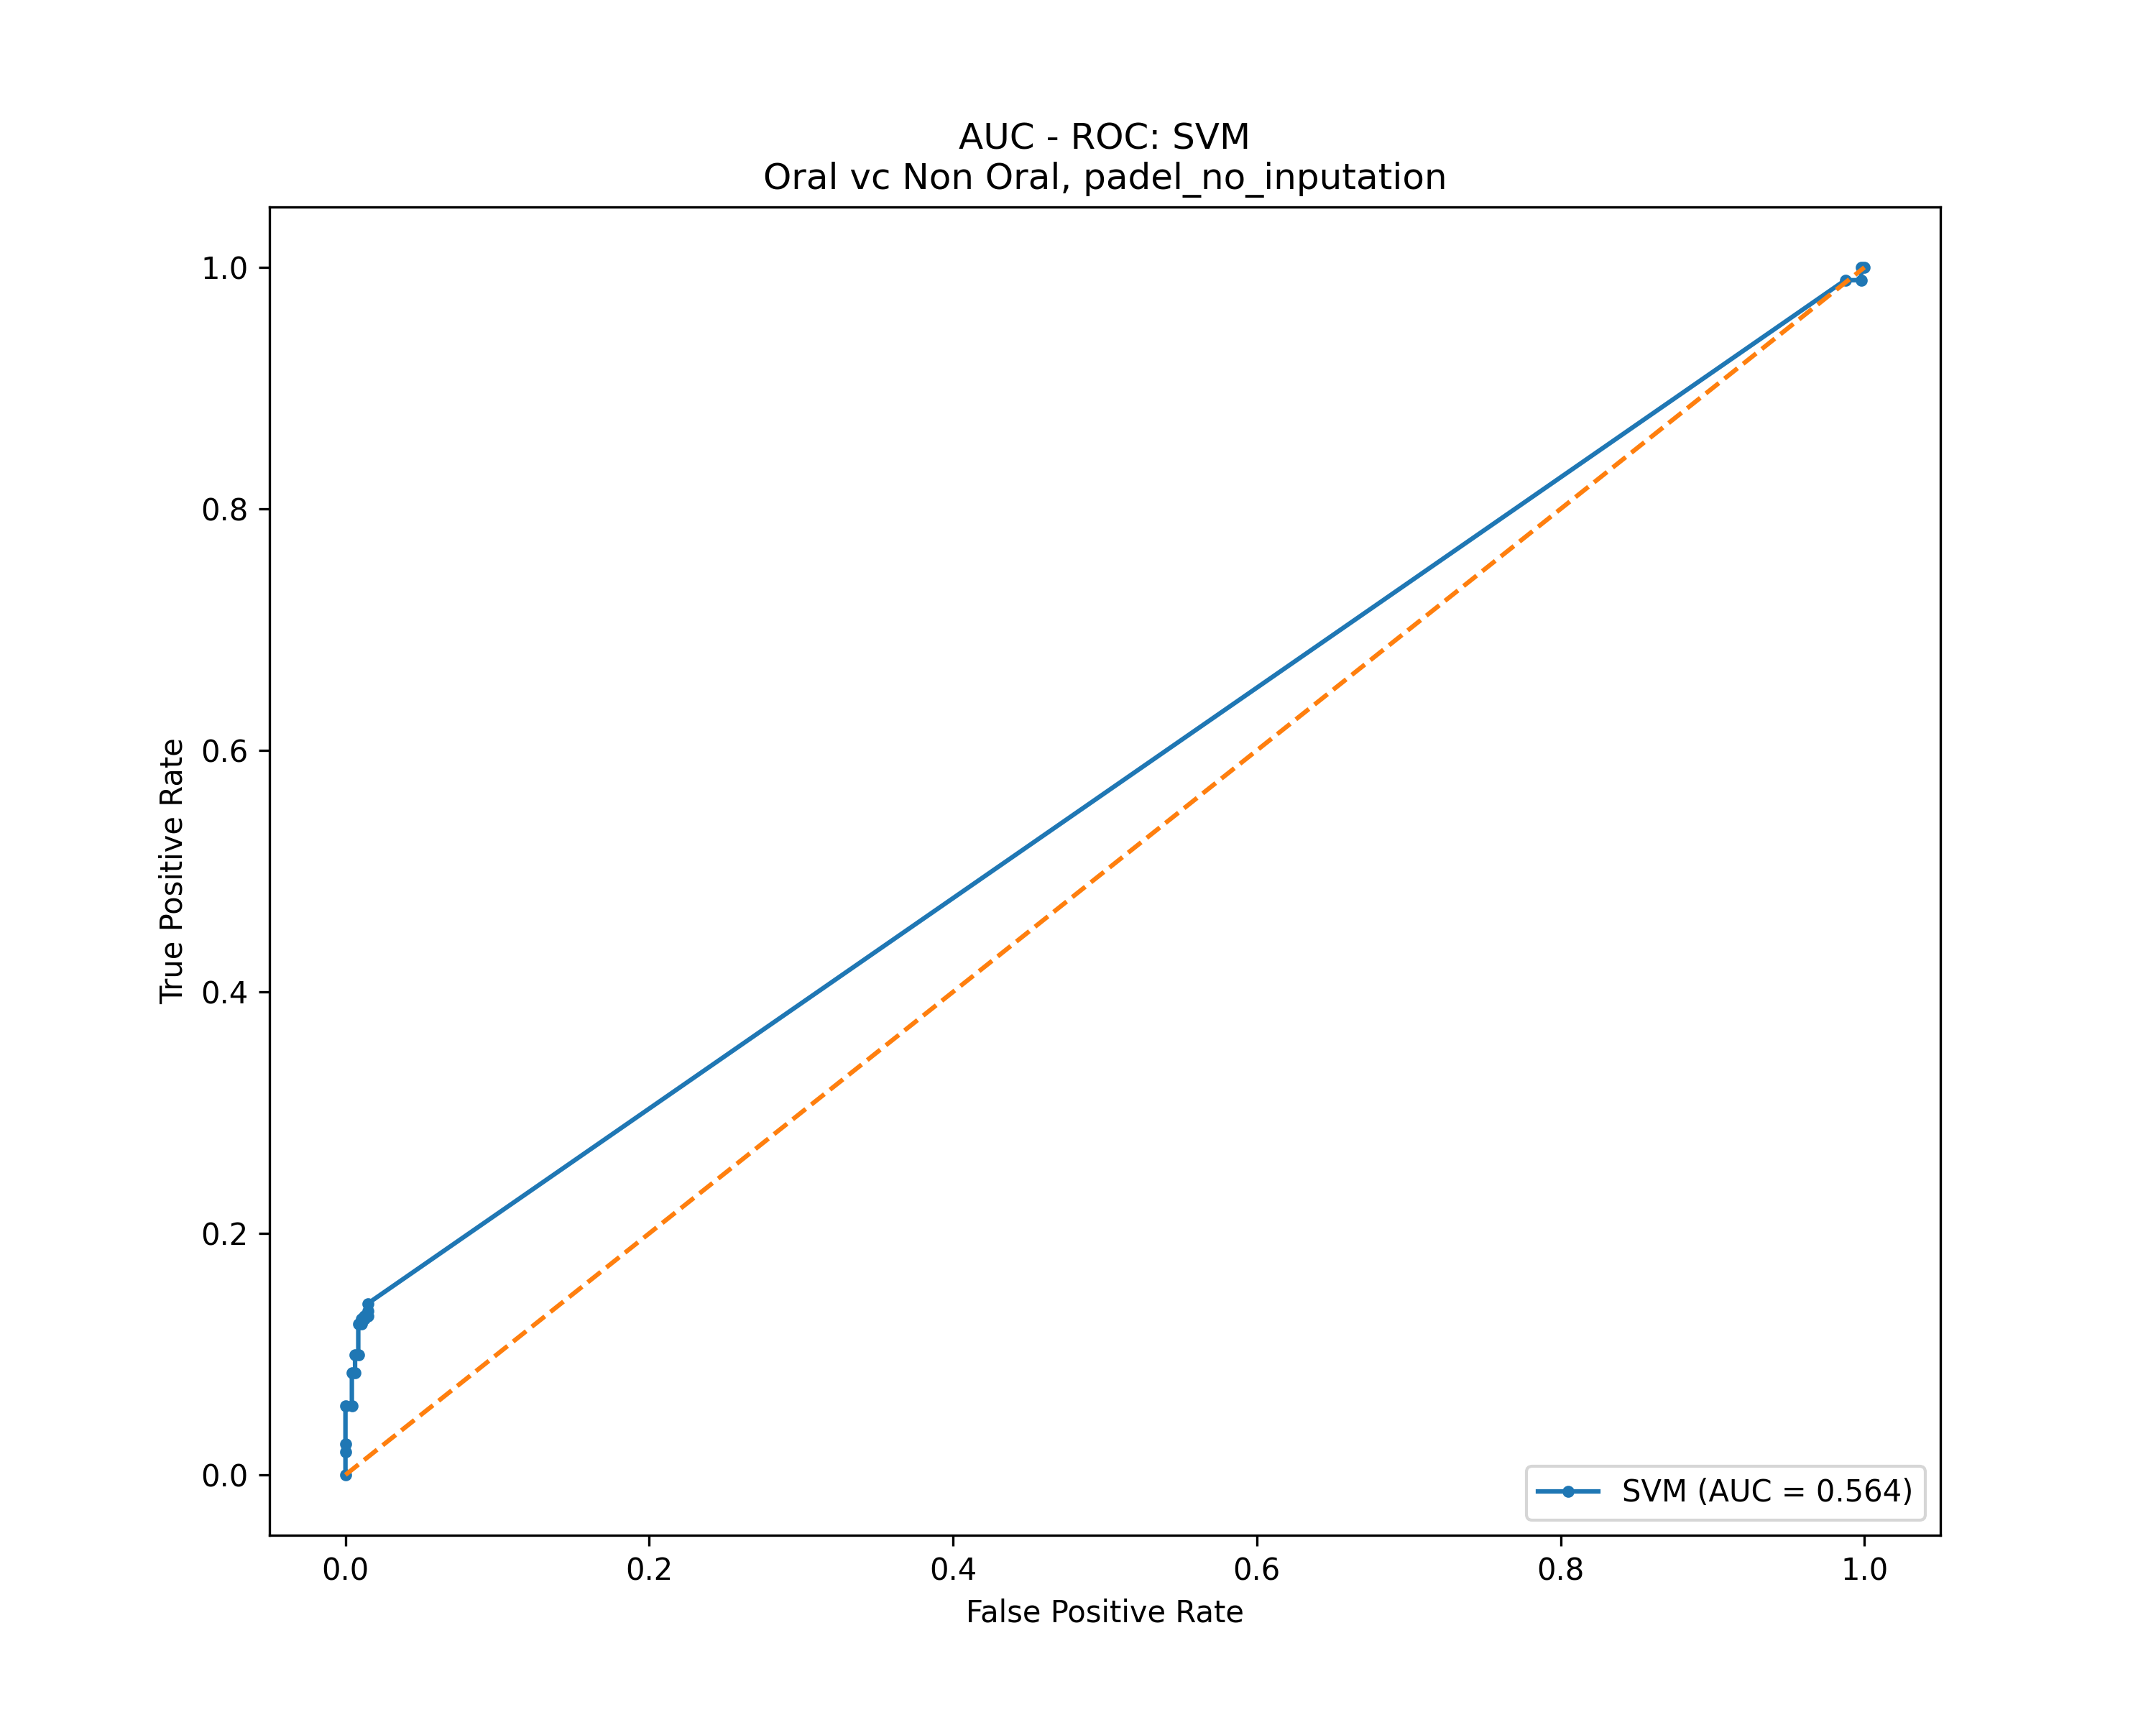 AUC - ROC: SVM
Oral vc Non Oral, padel_no_inputation
True Positive Rate
1.0
0.8
0.6
0.4
0.2
0.0
SVM (AUC = 0.564)
0.0 0.2 0.4 0.6 0.8 1.0
False Positive Rate